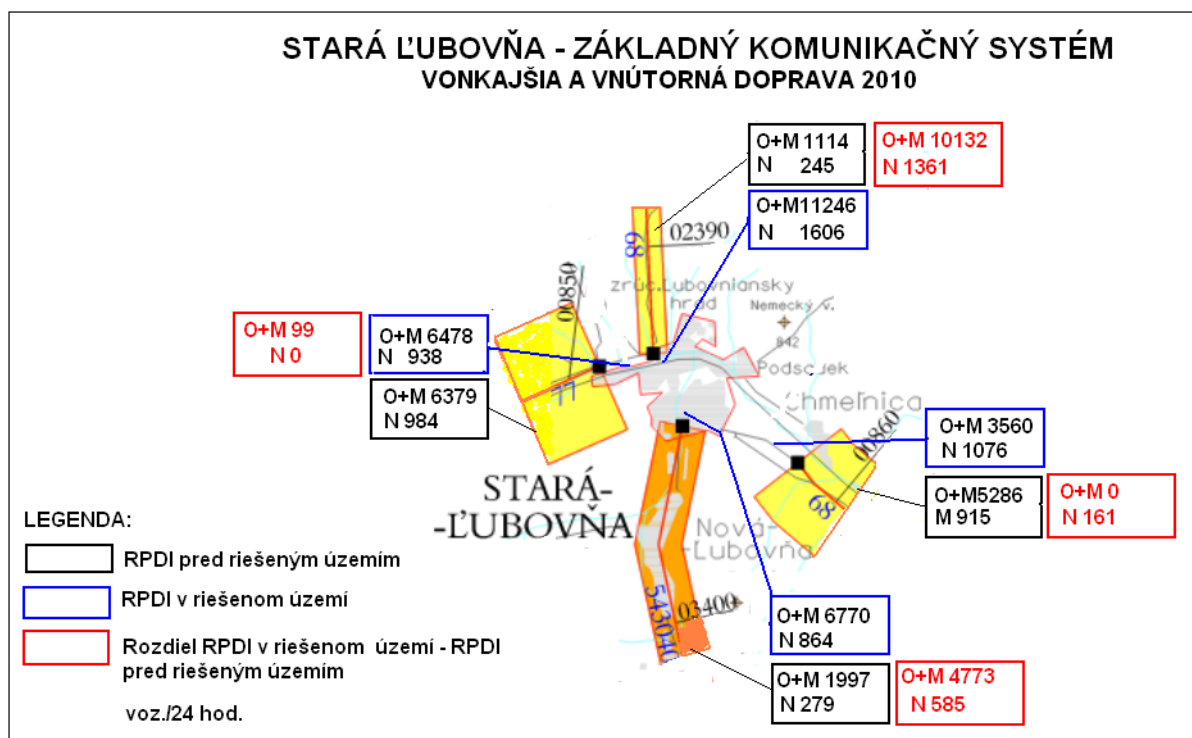 STARÁ ĽUBOVŇA - ZÁKLADNÝ KOMUNIKAČNÝ SYSTÉM
VONKAJŠIA A VNÚTORNÁ DOPRAVA 2010
O+M 1114
N 245
O+M 10132
N 1361
O+M11246
N 1606
02390
68
zrúc.Ľubovniansky
hrad
Nemecký v.
842
00850
O+M 99
N 0
O+M 6478
N 938
77
O+M 6379
N 984
Chmeľnica
O+M 3560
N 1076
00860
68
O+M5286
M 915
O+M 0
N 161
STARÁ-
-ĽUBOVŇA
Nová-
-Ľubovňa
543040
03400
O+M 6770
N 864
O+M 1997
N 279
O+M 4773
N 585
LEGENDA:
RPDI pred riešeným územím
RPDI v riešenom území
Rozdiel RPDI v riešenom území - RPDI
pred riešeným územím
voz./24 hod.